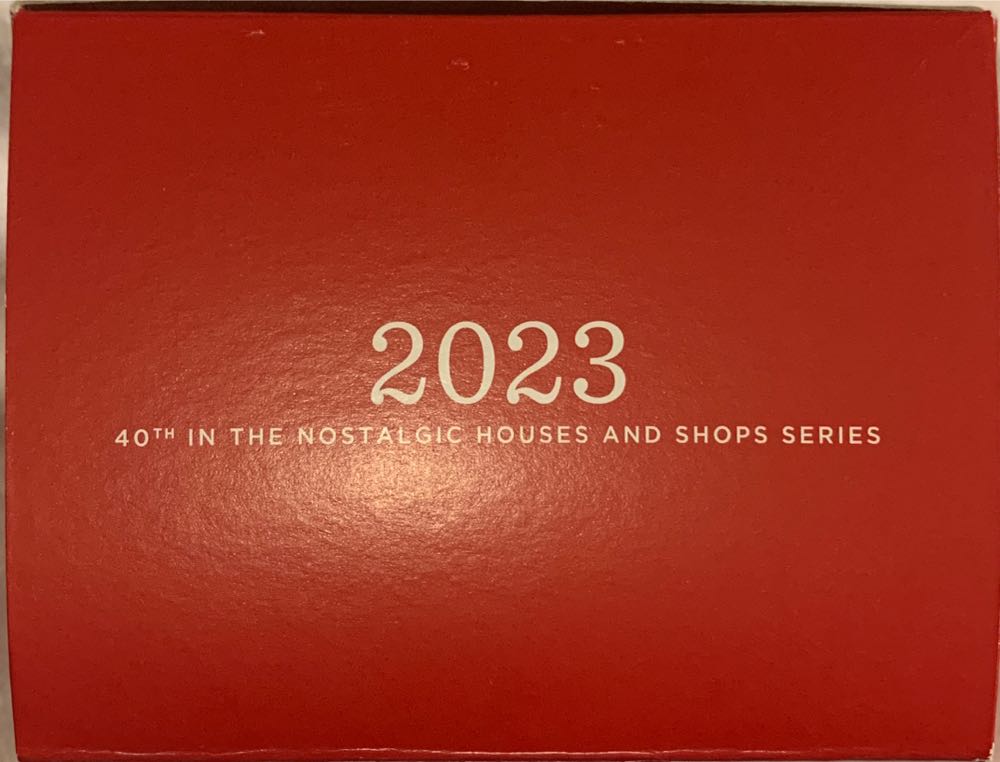 2023
40TH IN THE NOSTALGIC HOUSES AND SHOPS SERIES